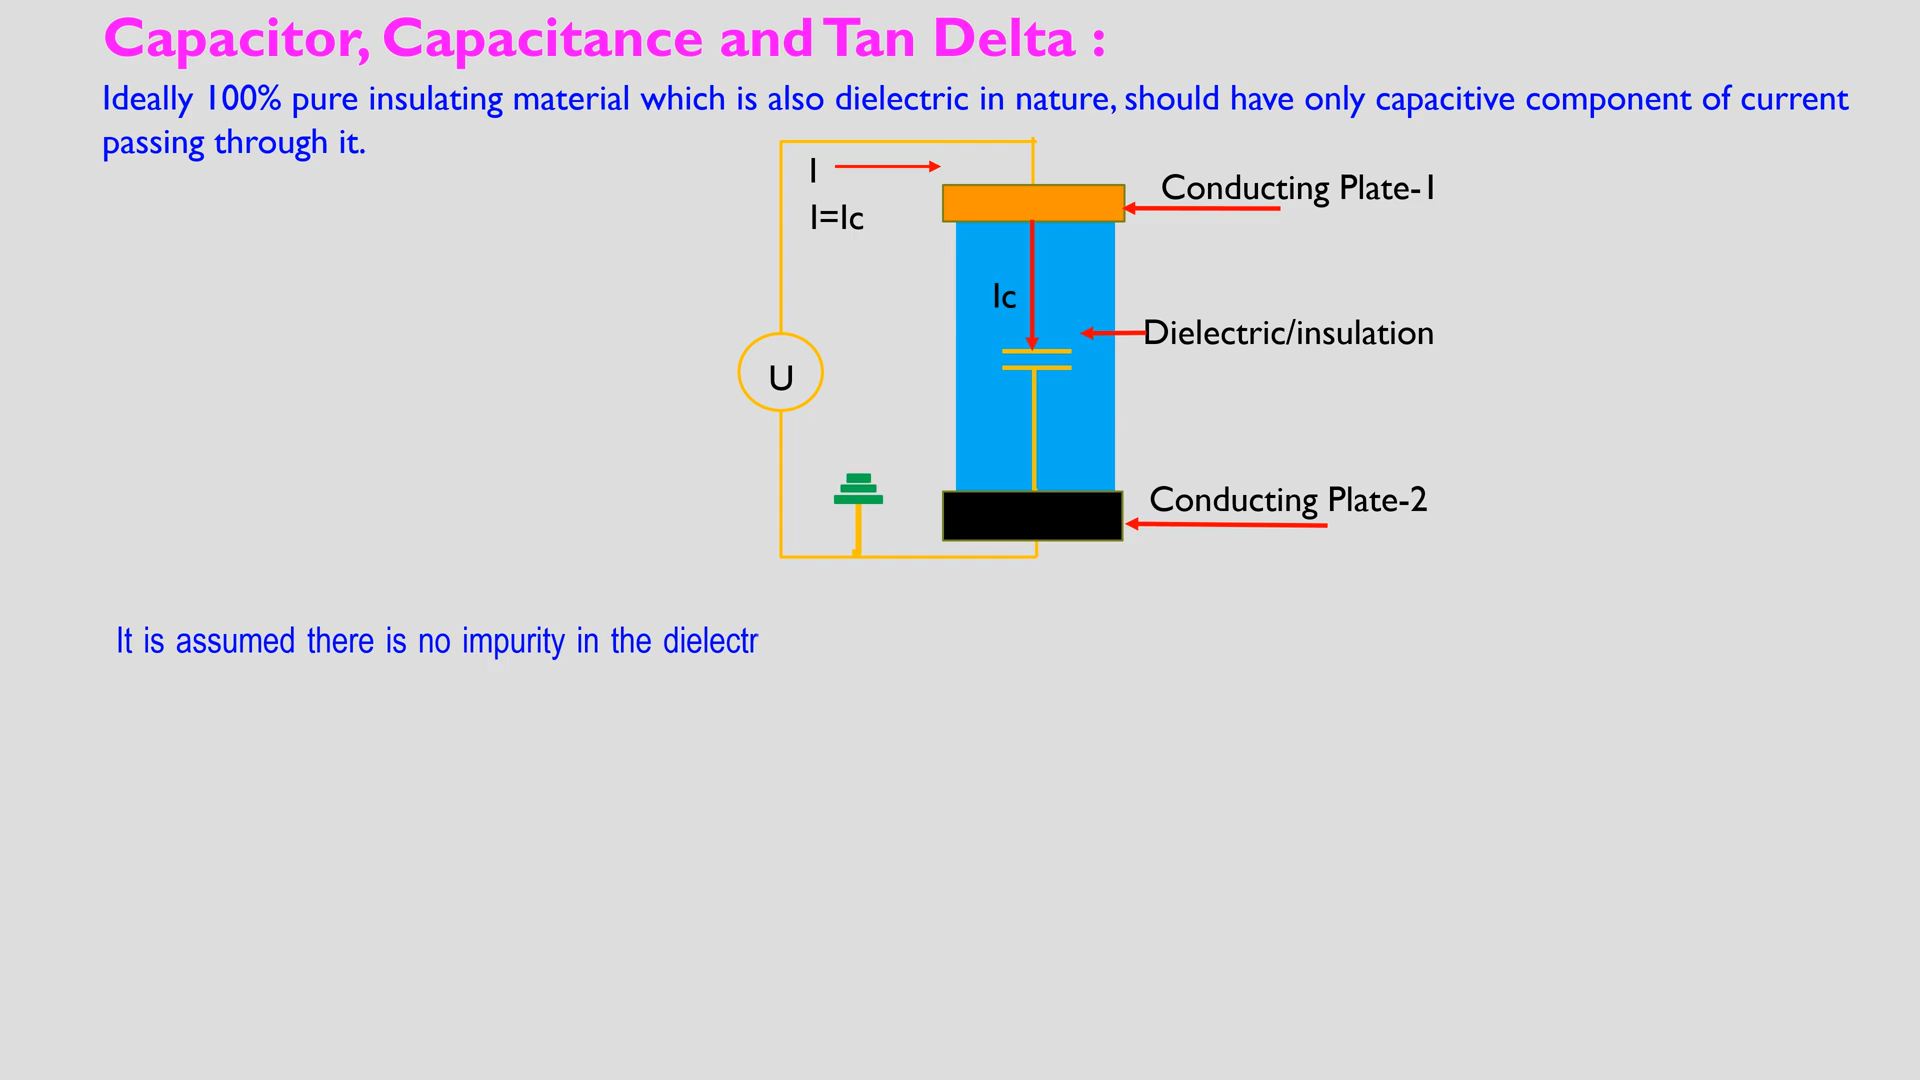 Capacitor, Capacitance and Tan Delta :
Ideally 100% pure insulating material which is also dielectric in nature, should have only capacitive component of current
passing through it.
I
I=Ic
Conducting Plate-1
Ic
Dielectric/insulation
U
Conducting Plate-2
It is assumed there is no impurity in the dielectr